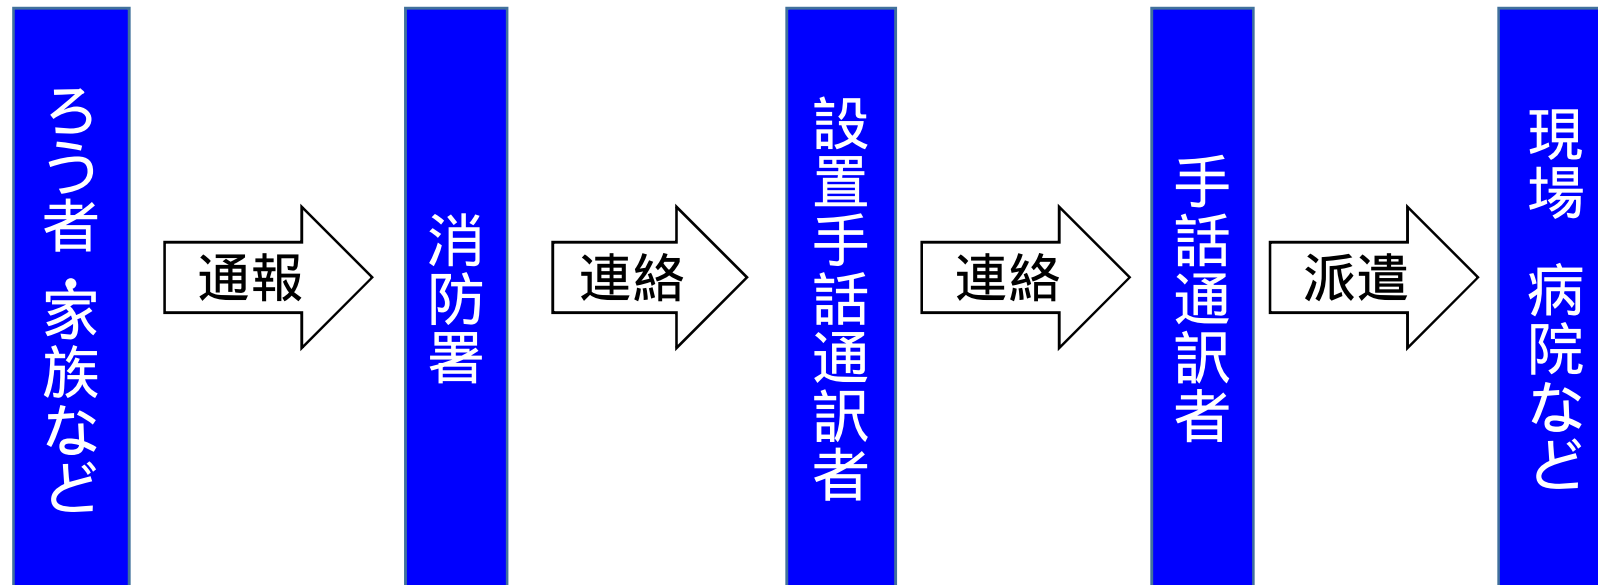 ろう者 家族など
通報
消防署
連絡
設置手話通訳者
連絡
手話通訳者
派遣
現場 病院など